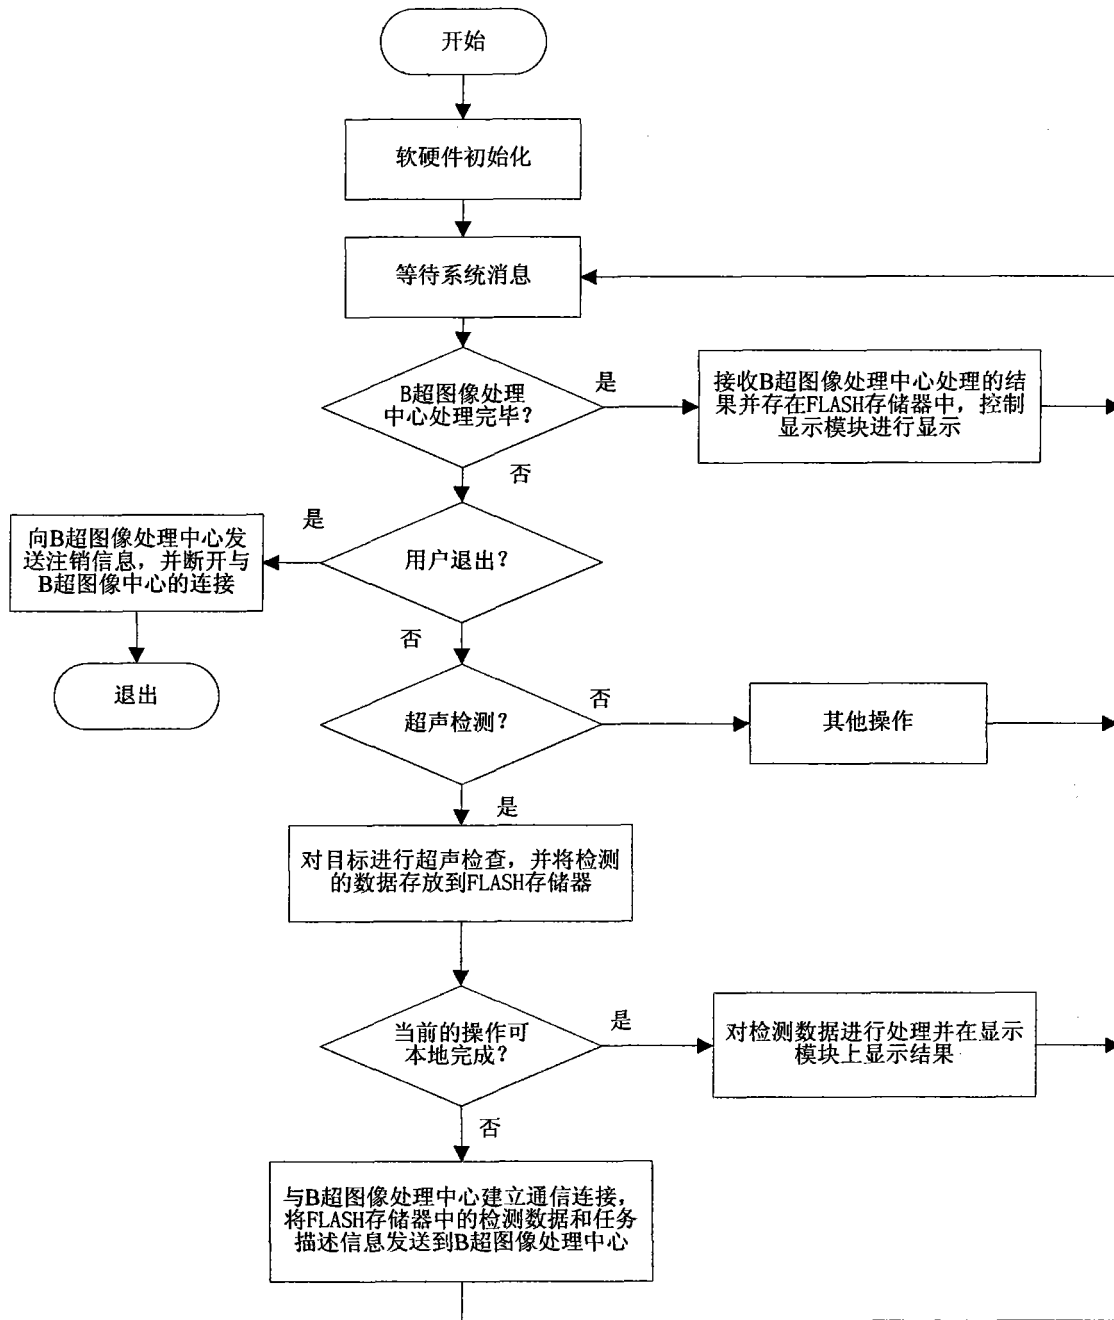 开始
软硬件初始化
等待系统消息
B超图像处理
中心处理完毕？
是
接收B超图像处理中心处理的结
果并存在FLASH存储器中，控制
显示模块进行显示
否
用户退出？
是
向B超图像处理中心发
送注销信息，并断开与
B超图像中心的连接
退出
否
超声检测？
否
其他操作
是
对目标进行超声检查，并将检测
的数据存放到FLASH存储器
当前的操作可
本地完成？
是
对检测数据进行处理并在显示
模块上显示结果
否
与B超图像处理中心建立通信连接，
将FLASH存储器中的检测数据和任务
描述信息发送到B超图像处理中心